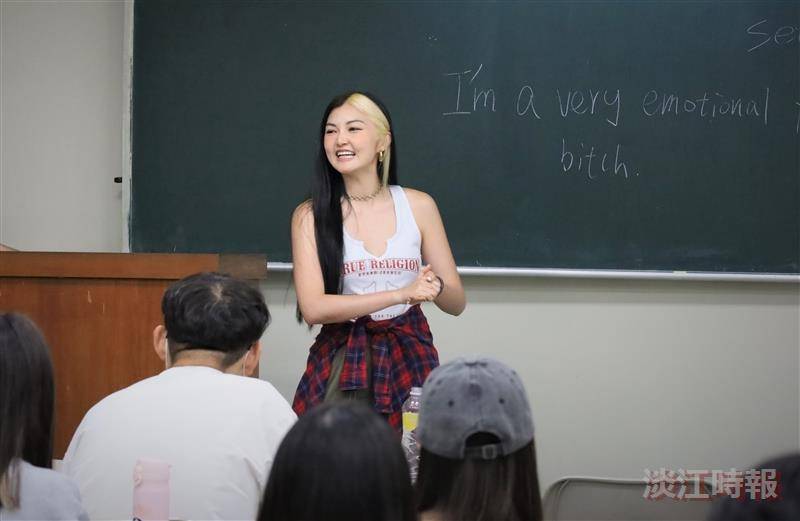 I'm a very emotional
bitch.
TRUE RELIGION
淡江時報